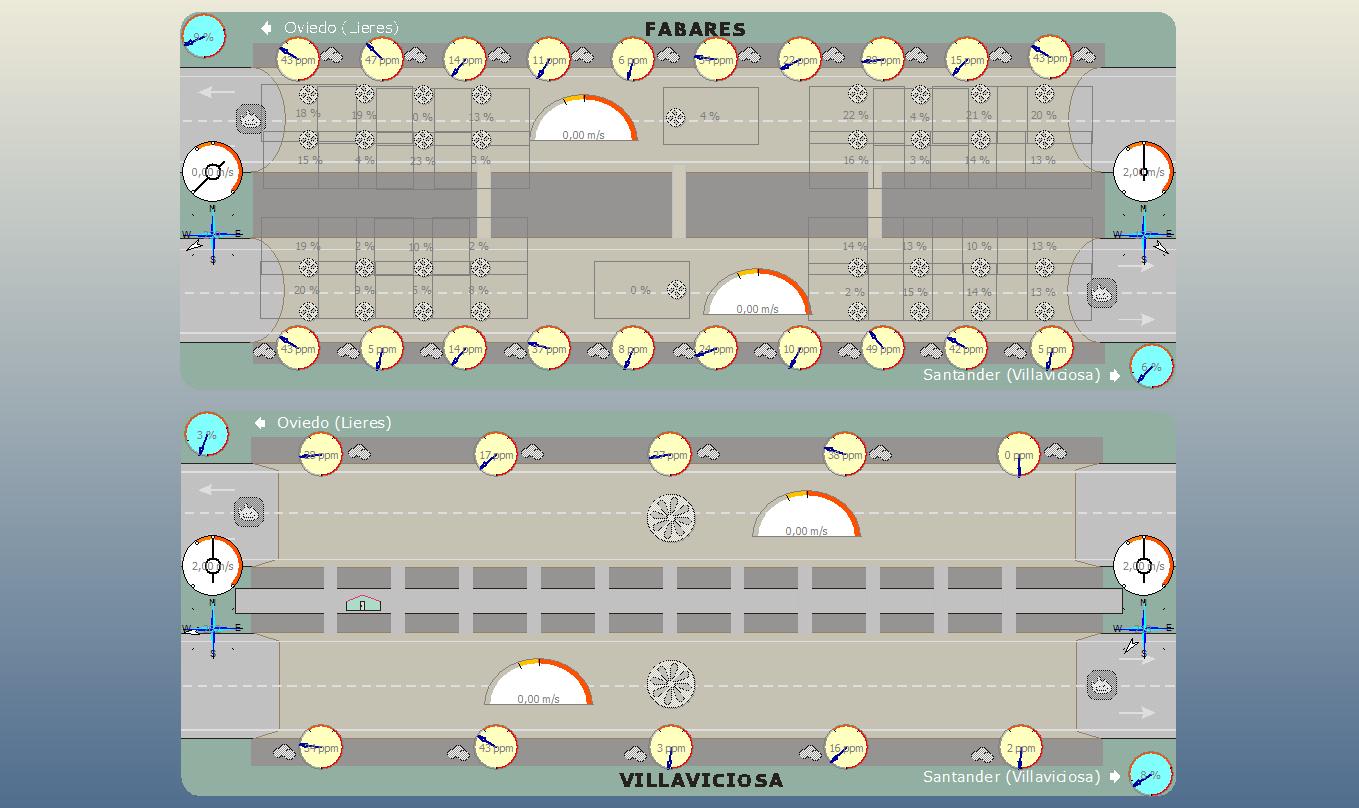 FABARES
Oviedo (Lieres)
43 ppm
47 ppm
14 ppm
11 ppm
6 ppm
22 ppm
15 ppm
43 ppm
18 %
19 %
0 %
13 %
4 %
22 %
4 %
21 %
20 %
0,00 m/s
15 %
4 %
23 %
3 %
16 %
3 %
14 %
13 %
0,00 m/s
2,00 m/s
M
M
W
E
W
E
S
S
19 %
2 %
10 %
2 %
14 %
13 %
10 %
13 %
20 %
9 %
5 %
8 %
0 %
2 %
15 %
14 %
13 %
0,00 m/s
43 ppm
5 ppm
14 ppm
37 ppm
8 ppm
24 ppm
10 ppm
49 ppm
42 ppm
5 ppm
Santander (Villaviciosa)
6 %
Oviedo (Lieres)
3 %
17 ppm
38 ppm
0 ppm
0,00 m/s
2,00 m/s
2,00 m/s
M
M
W
E
W
E
S
S
0,00 m/s
43 ppm
3 ppm
16 ppm
2 ppm
VILLAVICIOSA
Santander (Villaviciosa)
8 %